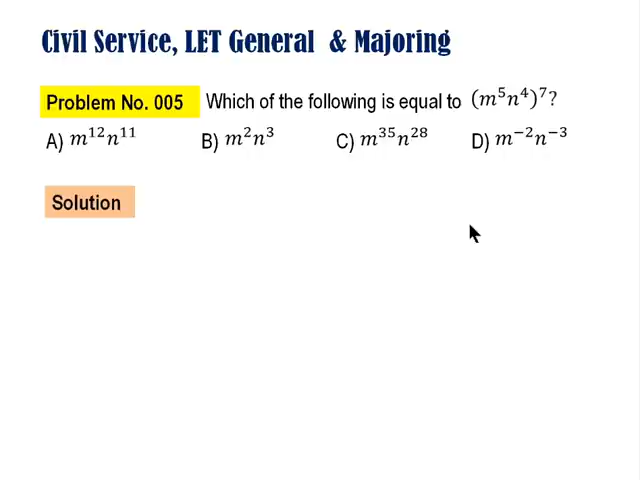 Civil Service, LET General & Majoring
Problem No. 005 Which of the following is equal to (m⁵n⁴)⁷?
A) m¹²n¹¹ B) m²n³ C) m³⁵n²⁸ D) m⁻²n⁻³
Solution